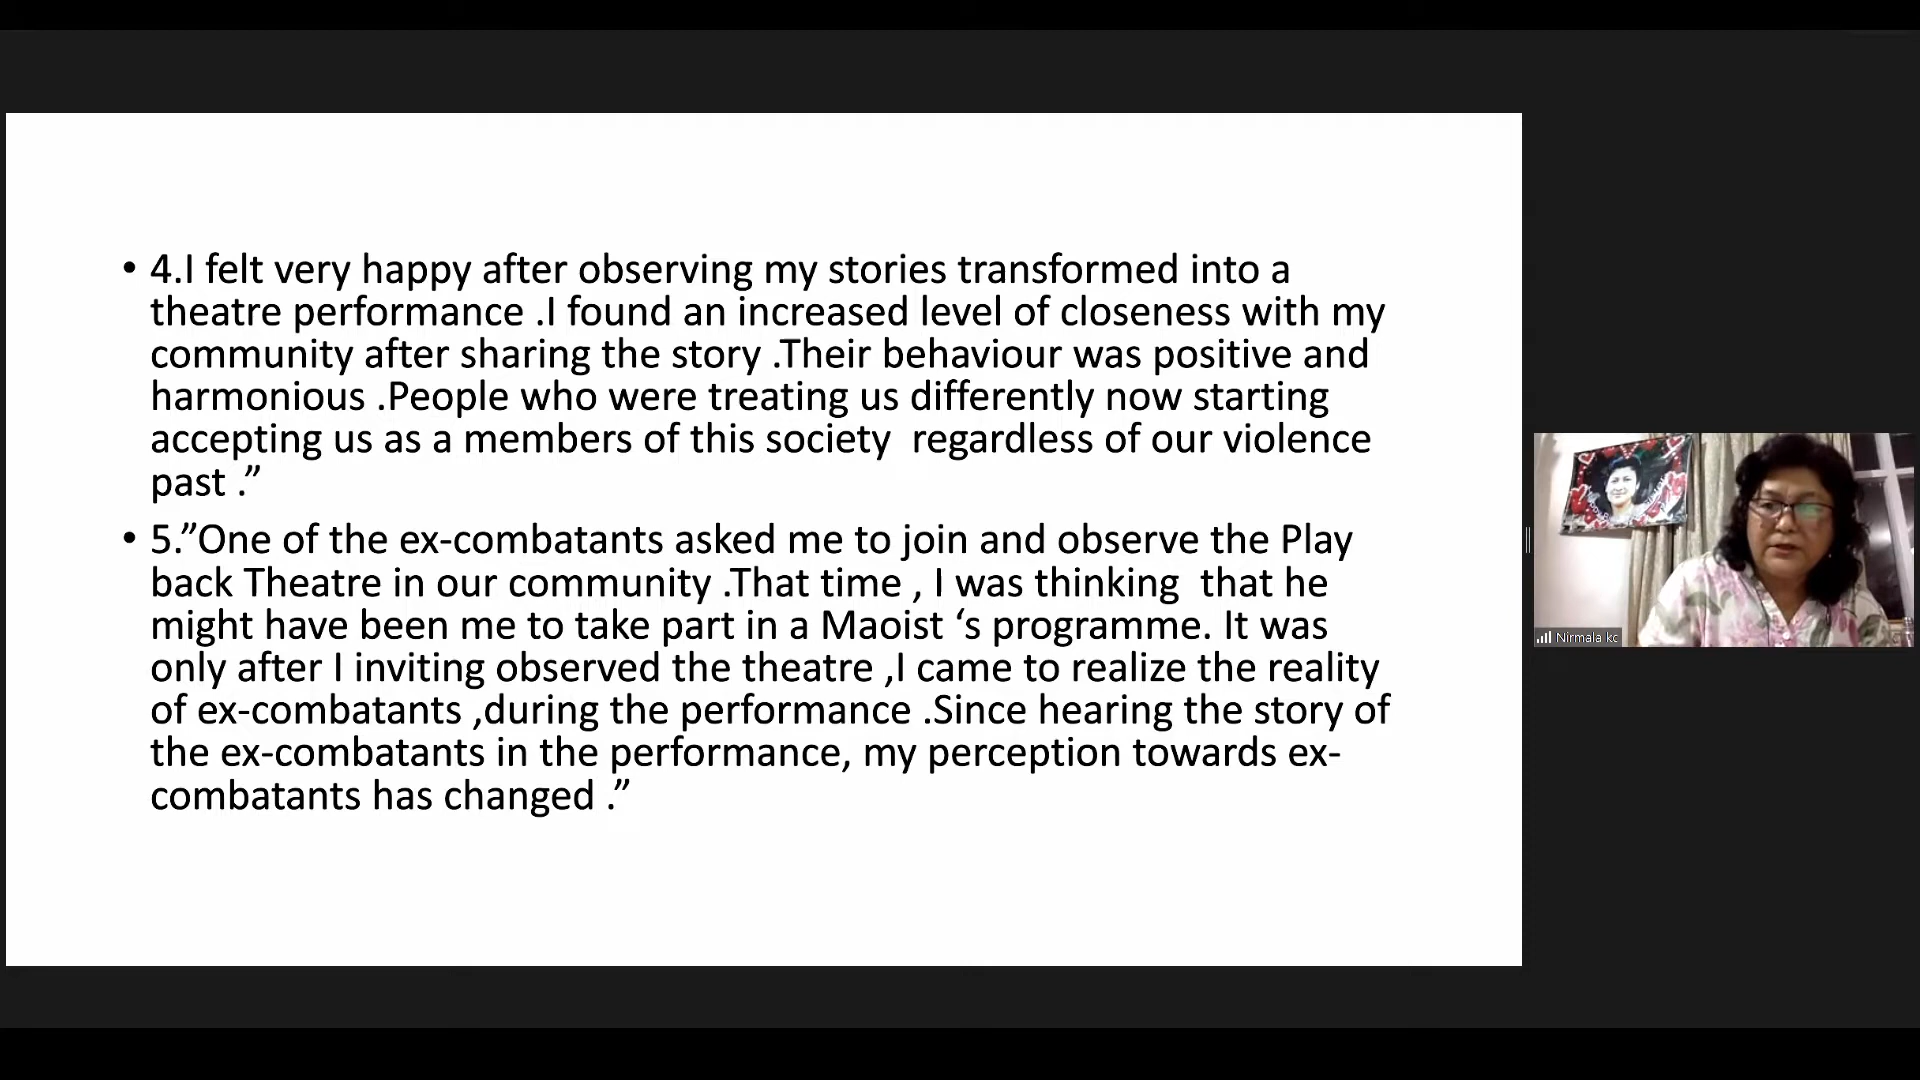 • 4.I felt very happy after observing my stories transformed into a
theatre performance .I found an increased level of closeness with my
community after sharing the story .Their behaviour was positive and
harmonious .People who were treating us differently now starting
accepting us as a members of this society  regardless of our violence
past .”
• 5.”One of the ex-combatants asked me to join and observe the Play
back Theatre in our community .That time , I was thinking  that he
might have been me to take part in a Maoist ‘s programme. It was
only after I inviting observed the theatre ,I came to realize the reality
of ex-combatants ,during the performance .Since hearing the story of
the ex-combatants in the performance, my perception towards ex-
combatants has changed .”
Nirmala kc